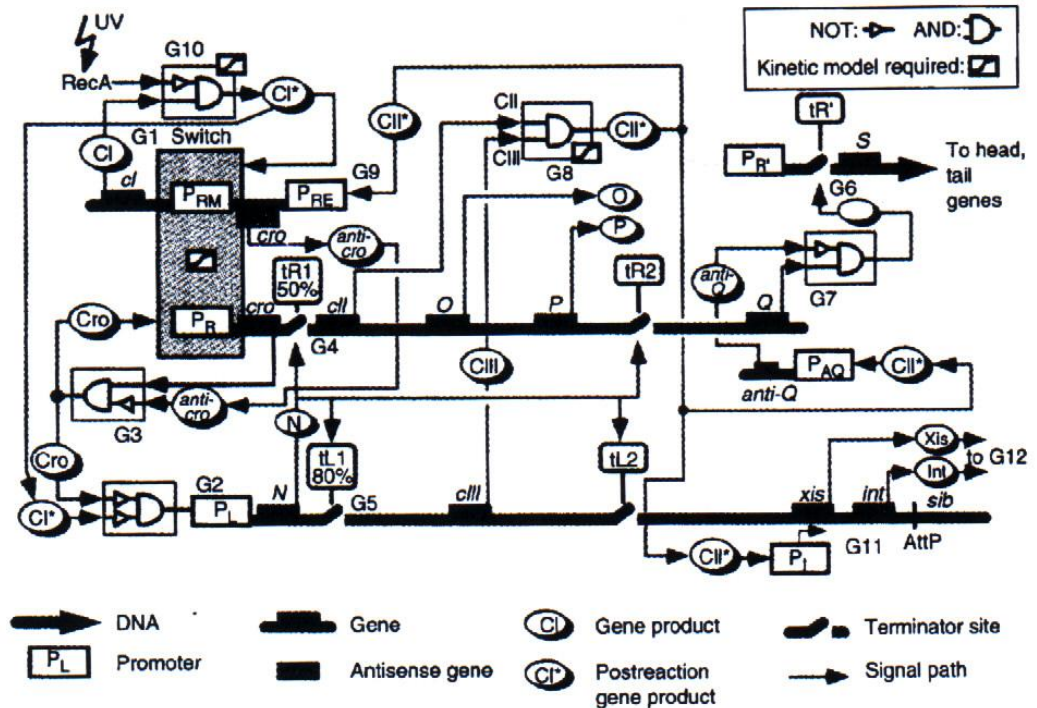 UV
G10
RecA
CI*
CI
G1 Switch
cI
PRM
PRE
G9
CII*
CII
CIII
G8
CII*
NOT:
AND:
Kinetic model required:
tR'
PR'
S
To head,
tail
genes
G6
G7
cro
anti-
cro
O
P
Cro
PR
cro
tR1
50%
cII
G4
O
P
tR2
anti-
Q
Q
CIII
anti-Q
PAQ
CII*
G3
anti-
cro
N
Cro
CI*
G2
PL
N
tL1
80%
G5
cIII
tL2
Xis
Int
to G12
xis
int
sib
CII*
PI
G11
AttP
DNA
Gene
CI
Gene product
Terminator site
PL
Promoter
Antisense gene
CI*
Postreaction
gene product
Signal path